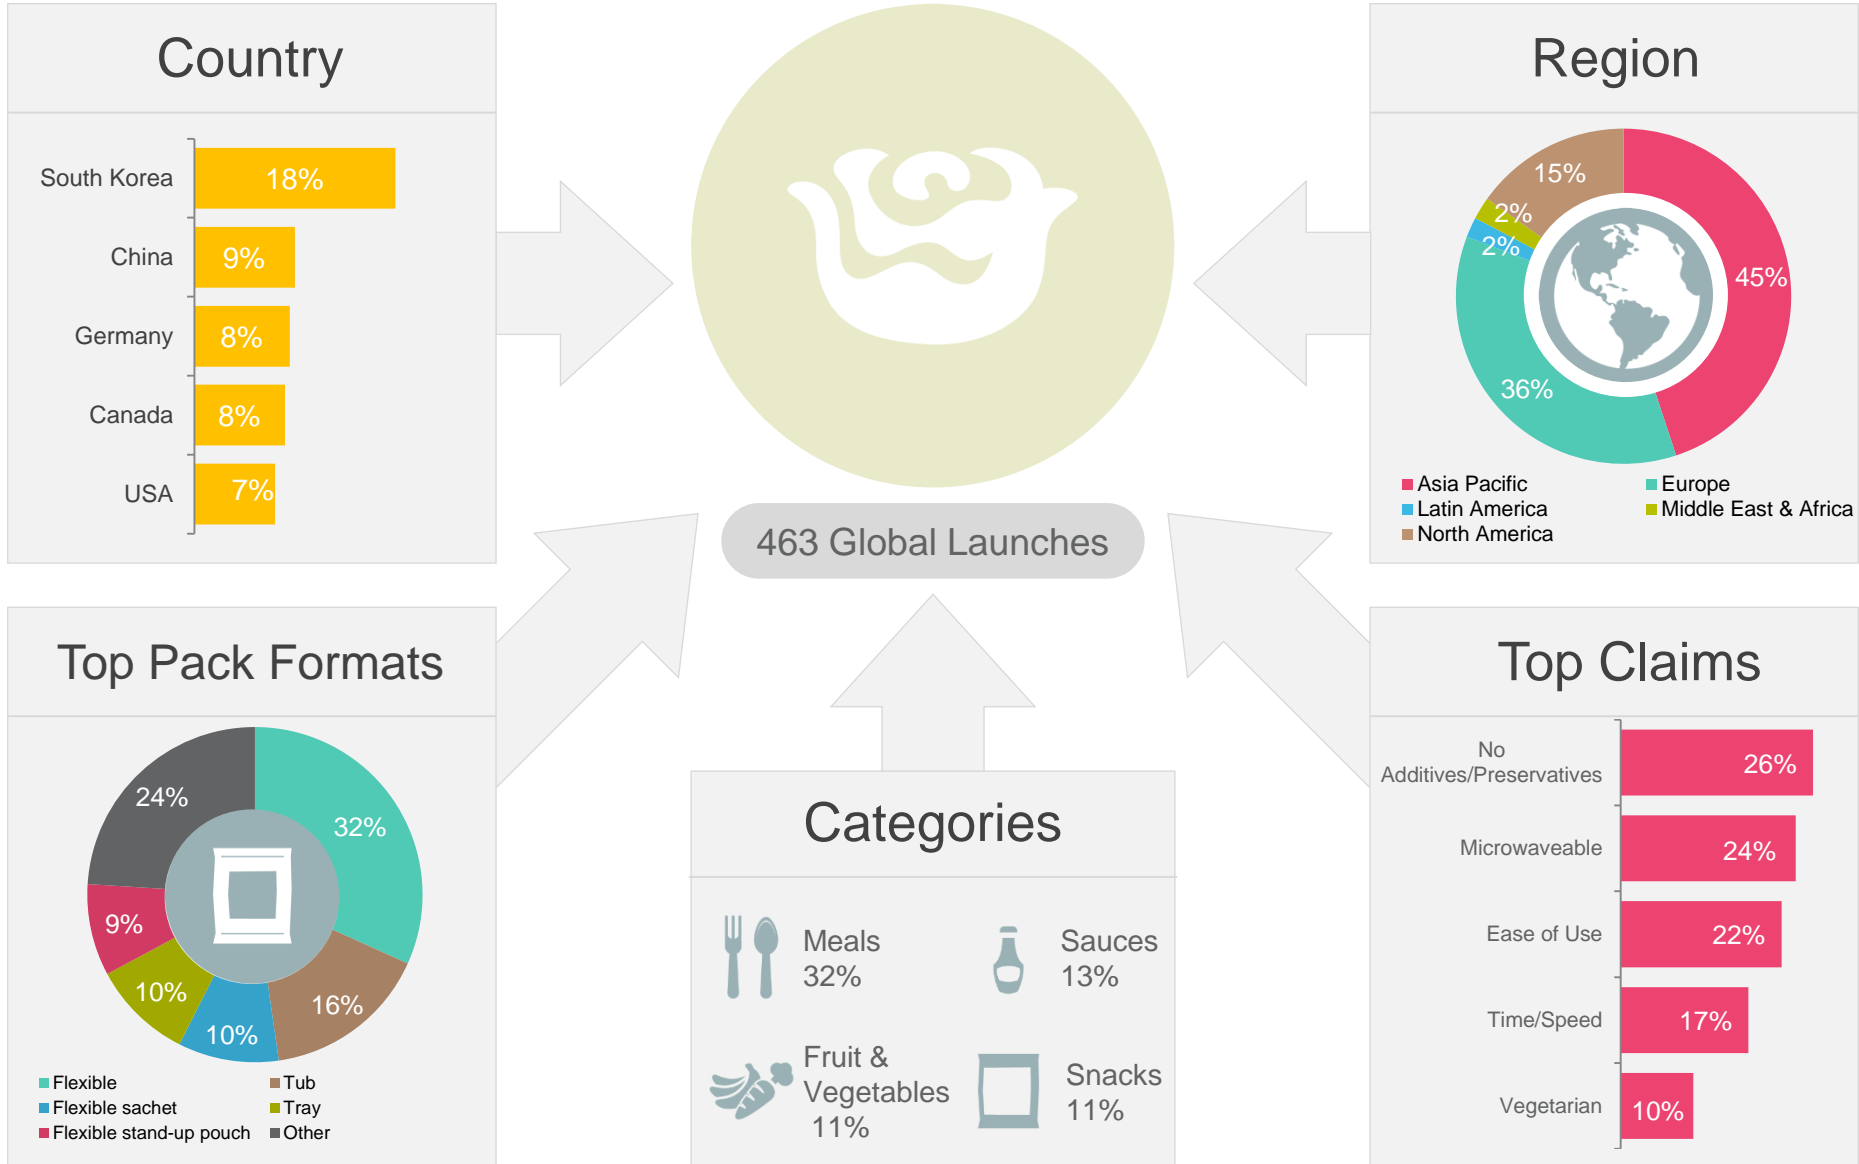 Country
South Korea
18%
China
9%
Germany
8%
Canada
8%
USA
7%
463 Global Launches
Region
15%
2%
2%
45%
36%
Asia Pacific
Europe
Latin America
Middle East & Africa
North America
Top Pack Formats
24%
32%
9%
10%
10%
16%
Flexible
Tub
Flexible sachet
Tray
Flexible stand-up pouch
Other
Categories
Meals
32%
Sauces
13%
Fruit &
Vegetables
11%
Snacks
11%
Top Claims
No
Additives/Preservatives
26%
Microwaveable
24%
Ease of Use
22%
Time/Speed
17%
Vegetarian
10%